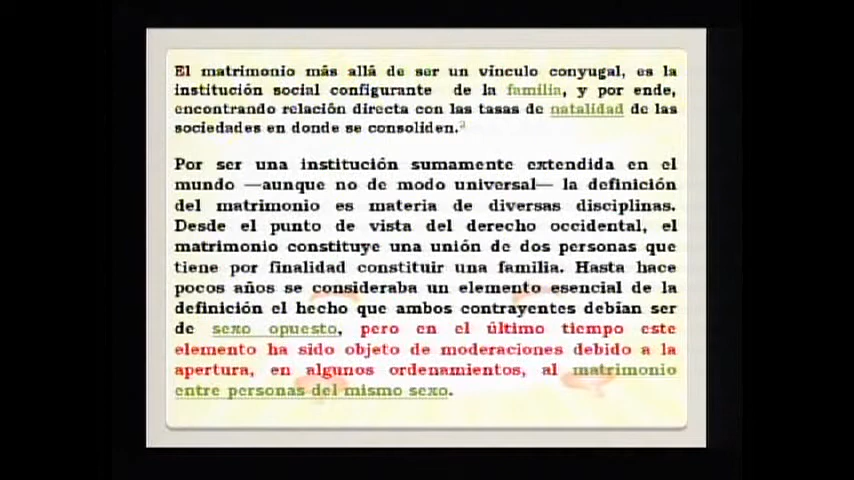 El matrimonio más allá de ser un vínculo conyugal, es la
institución social configurante de la familia, y por ende,
encontrando relación directa con las tasas de natalidad de las
sociedades en donde se consoliden.
Por ser una institución sumamente extendida en el
mundo —aunque no de modo universal— la definición
del matrimonio es materia de diversas disciplinas.
Desde el punto de vista del derecho occidental, el
matrimonio constituye una unión de dos personas que
tiene por finalidad constituir una familia. Hasta hace
pocos años se consideraba un elemento esencial de la
definición el hecho que ambos contrayentes debían ser
de sexo opuesto, pero en el último tiempo este
elemento ha sido objeto de moderaciones debido a la
apertura, en algunos ordenamientos, al matrimonio
entre personas del mismo sexo.